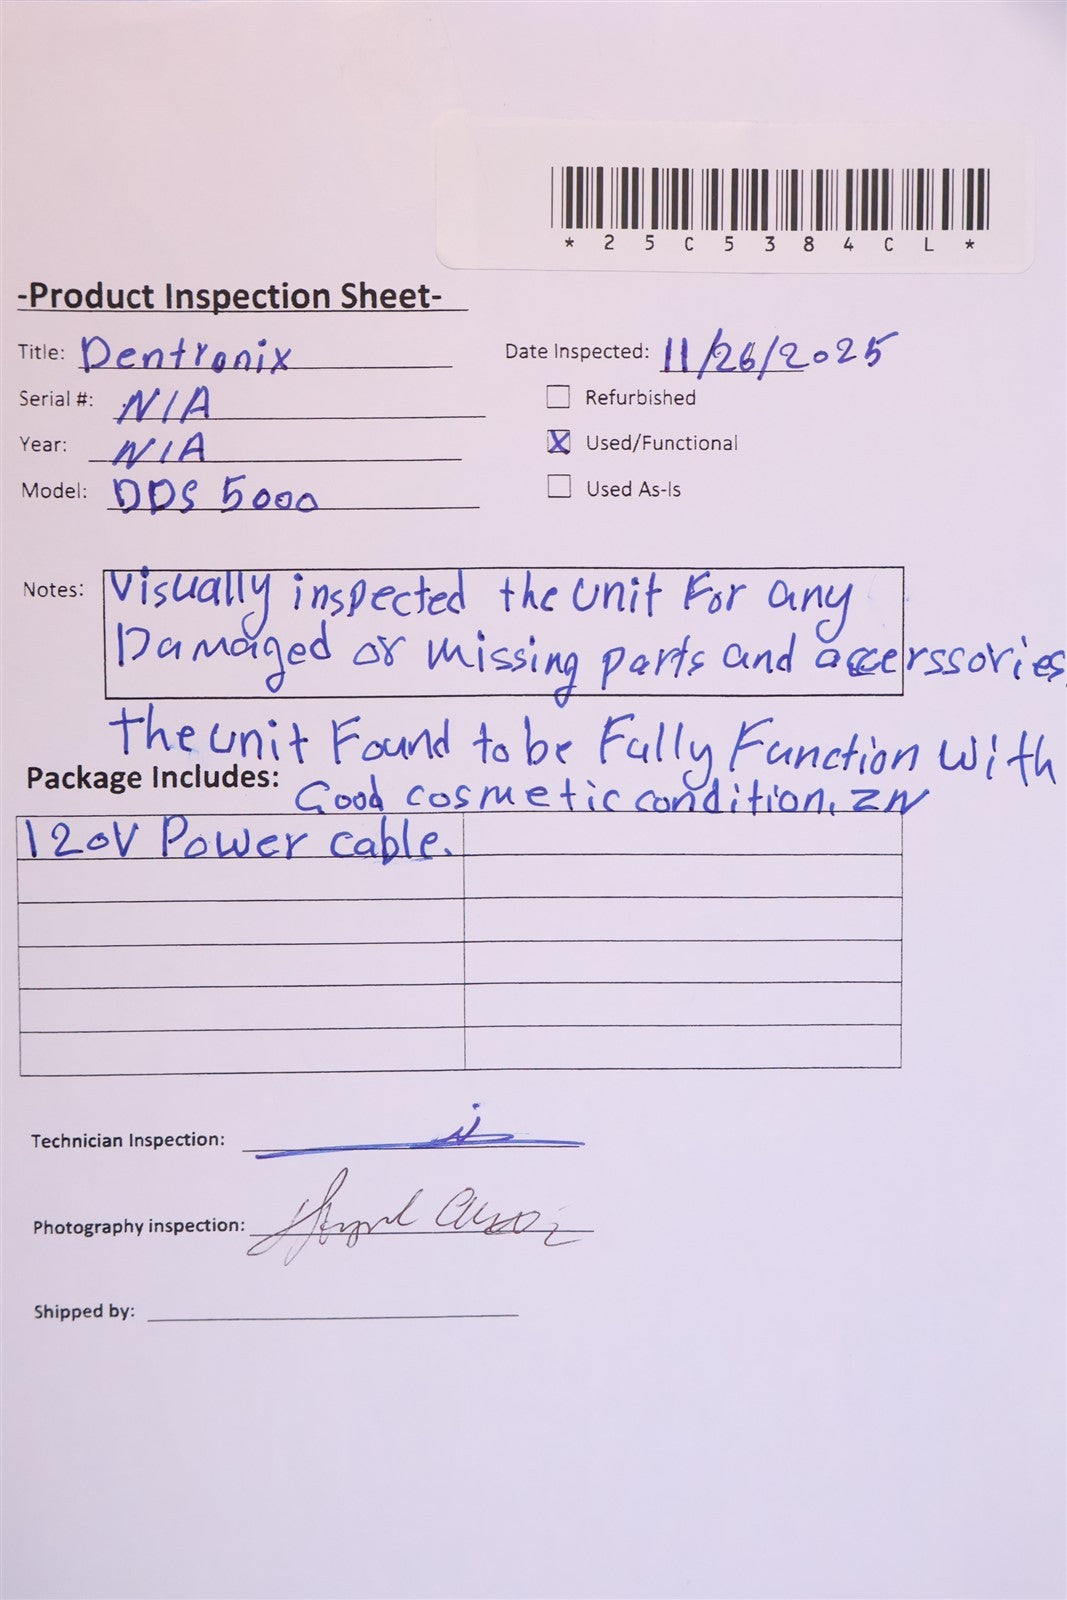 * 2 5 C 5 3 8 4 C L *
-Product Inspection Sheet-
Title: Dentronix
Date Inspected: 11/26/2025
Serial #: N/A
Refurbished
Year: N/A
X Used/Functional
Model: DDS 5000
Used As-Is
Notes: Visually inspected the unit For any
Damaged or missing parts and accerssories.
the unit Found to be Fully Function With
Good cosmetic condition. ZN
Package Includes:
120V Power cable.
Technician Inspection:
Photography inspection:
Shipped by: